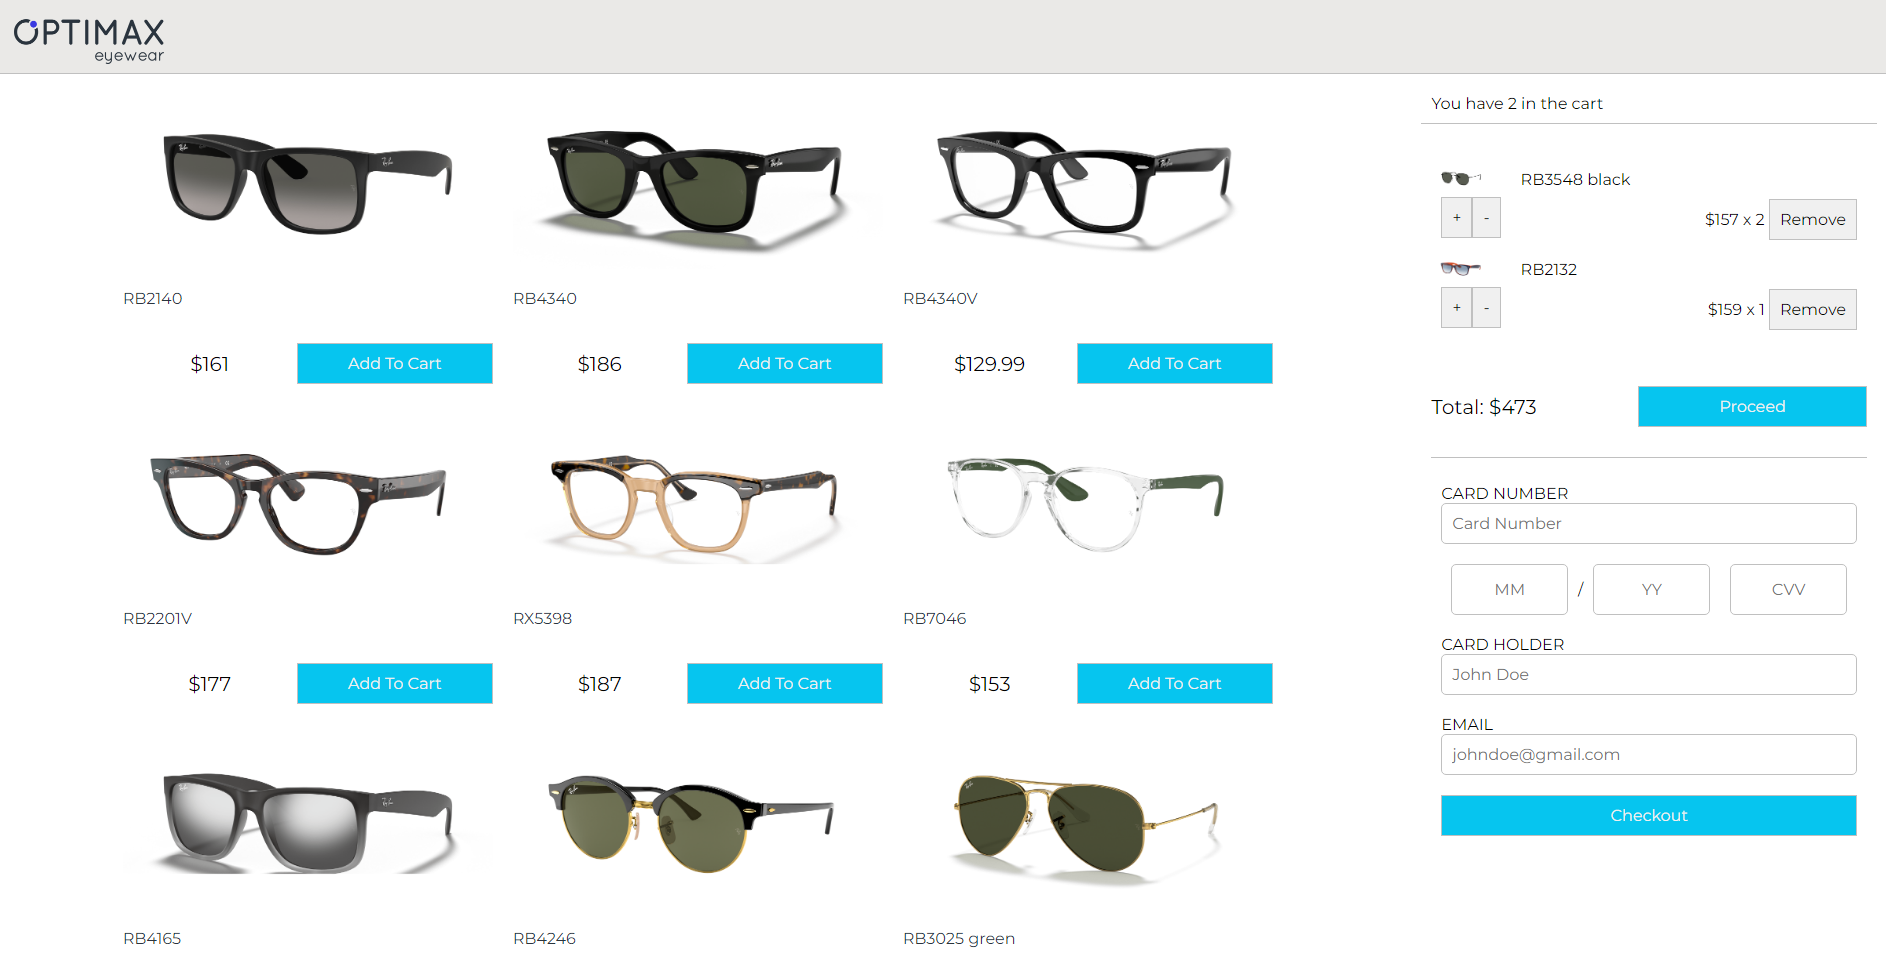 OPTIMAX
eyewear
RB2140
$161
Add To Cart
RB4340
$186
Add To Cart
RB4340V
$129.99
Add To Cart
RB2201V
$177
Add To Cart
RX5398
$187
Add To Cart
RB7046
$153
Add To Cart
RB4165
RB4246
RB3025 green
You have 2 in the cart
RB3548 black
+ -
$157 x 2 Remove
RB2132
+ -
$159 x 1 Remove
Total: $473
Proceed
CARD NUMBER
Card Number
MM / YY CVV
CARD HOLDER
John Doe
EMAIL
johndoe@gmail.com
Checkout